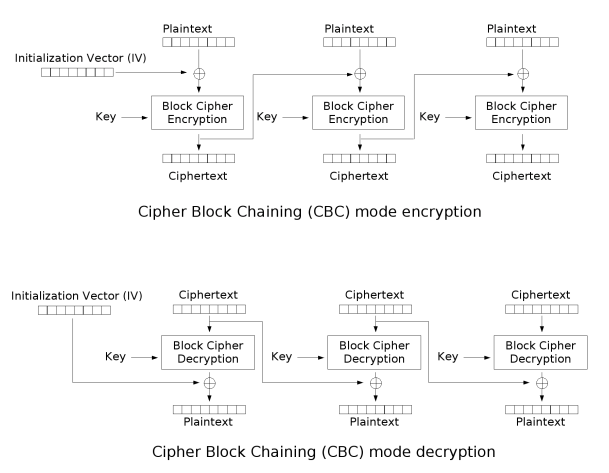 Plaintext Plaintext Plaintext
Initialization Vector (IV)
Key Block Cipher Encryption Key Block Cipher Encryption Key Block Cipher Encryption
Ciphertext Ciphertext Ciphertext
Cipher Block Chaining (CBC) mode encryption
Initialization Vector (IV) Ciphertext Ciphertext Ciphertext
Key Block Cipher Decryption Key Block Cipher Decryption Key Block Cipher Decryption
Plaintext Plaintext Plaintext
Cipher Block Chaining (CBC) mode decryption